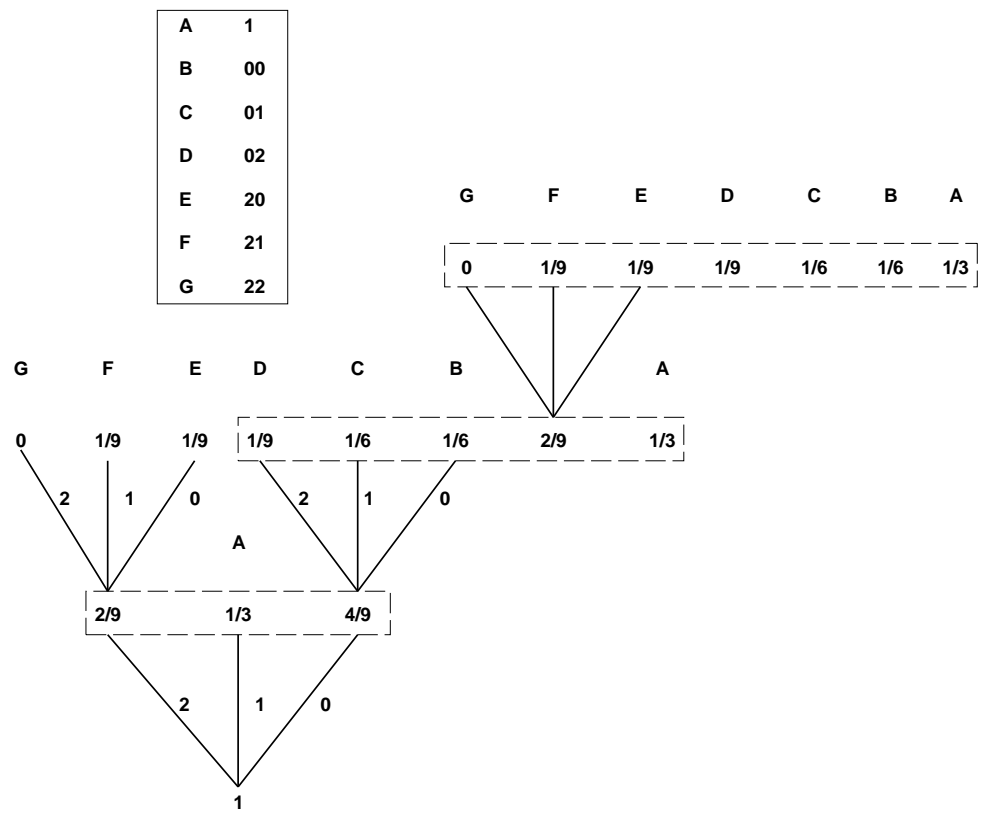 A 1
B 00
C 01
D 02
E 20
F 21
G 22
G F E D C B A
0 1/9 1/9 1/9 1/6 1/6 1/3
G F E D C B A
0 1/9 1/9 1/9 1/6 1/6 2/9 1/3
2 1 0 2 1 0
A
2/9 1/3 4/9
2 1 0
1